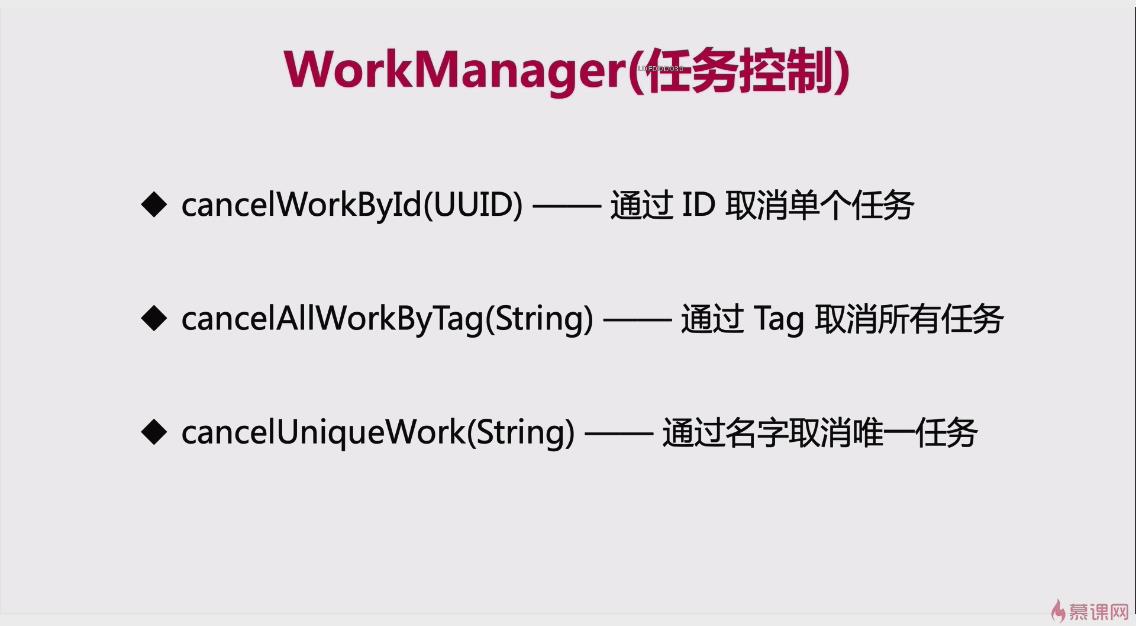 WorkManager(任务控制)
◆ cancelWorkById(UUID) —— 通过 ID 取消单个任务
◆ cancelAllWorkByTag(String) —— 通过 Tag 取消所有任务
◆ cancelUniqueWork(String) —— 通过名字取消唯一任务
慕课网